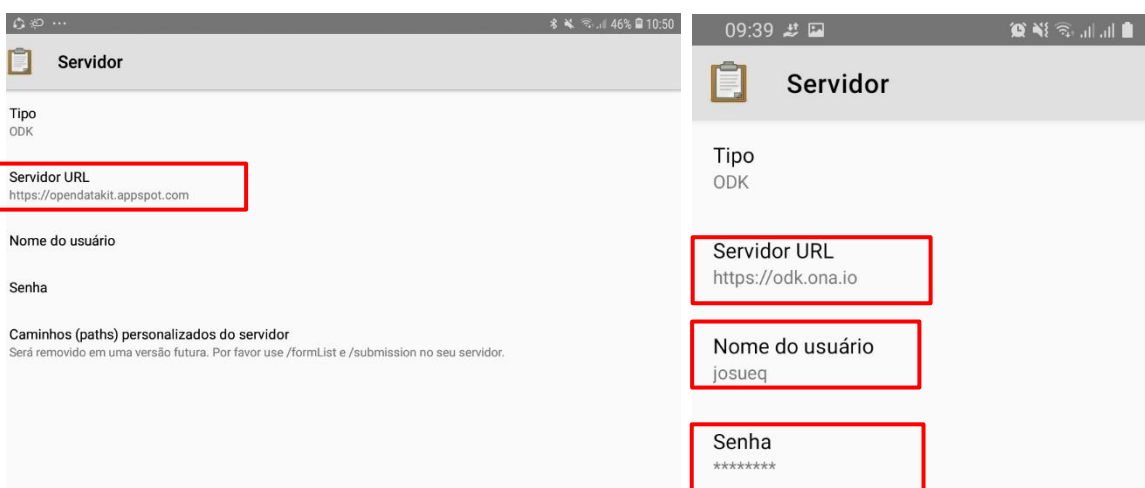 ... 46% 10:50
Servidor
Tipo
ODK
Servidor URL
https://opendatakit.appspot.com
Nome do usuário
Senha
Caminhos (paths) personalizados do servidor
Será removido em uma versão futura. Por favor use /formList e /submission no seu servidor.
09:39
Servidor
Tipo
ODK
Servidor URL
https://odk.ona.io
Nome do usuário
josueq
Senha
********